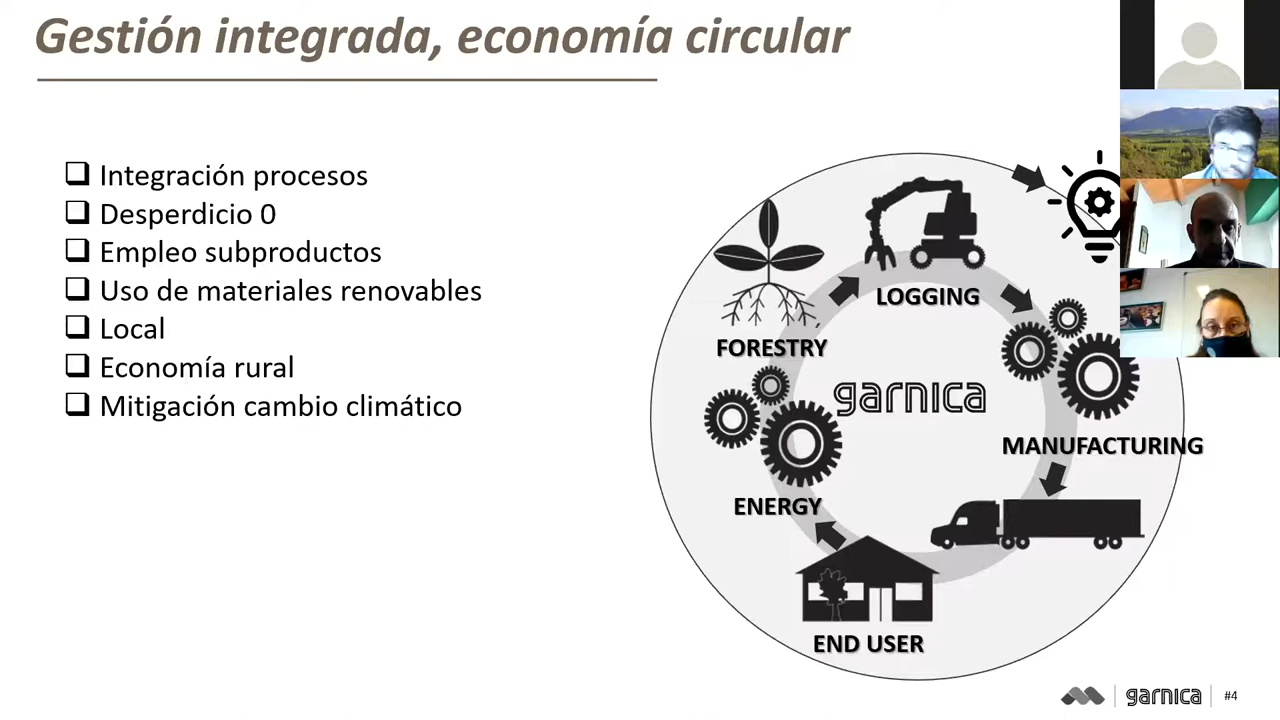 Gestión integrada, economía circular
Integración procesos
Desperdicio 0
Empleo subproductos
Uso de materiales renovables
Local
Economía rural
Mitigación cambio climático
LOGGING
FORESTRY
garnica
MANUFACTURING
ENERGY
END USER
garnica
#4